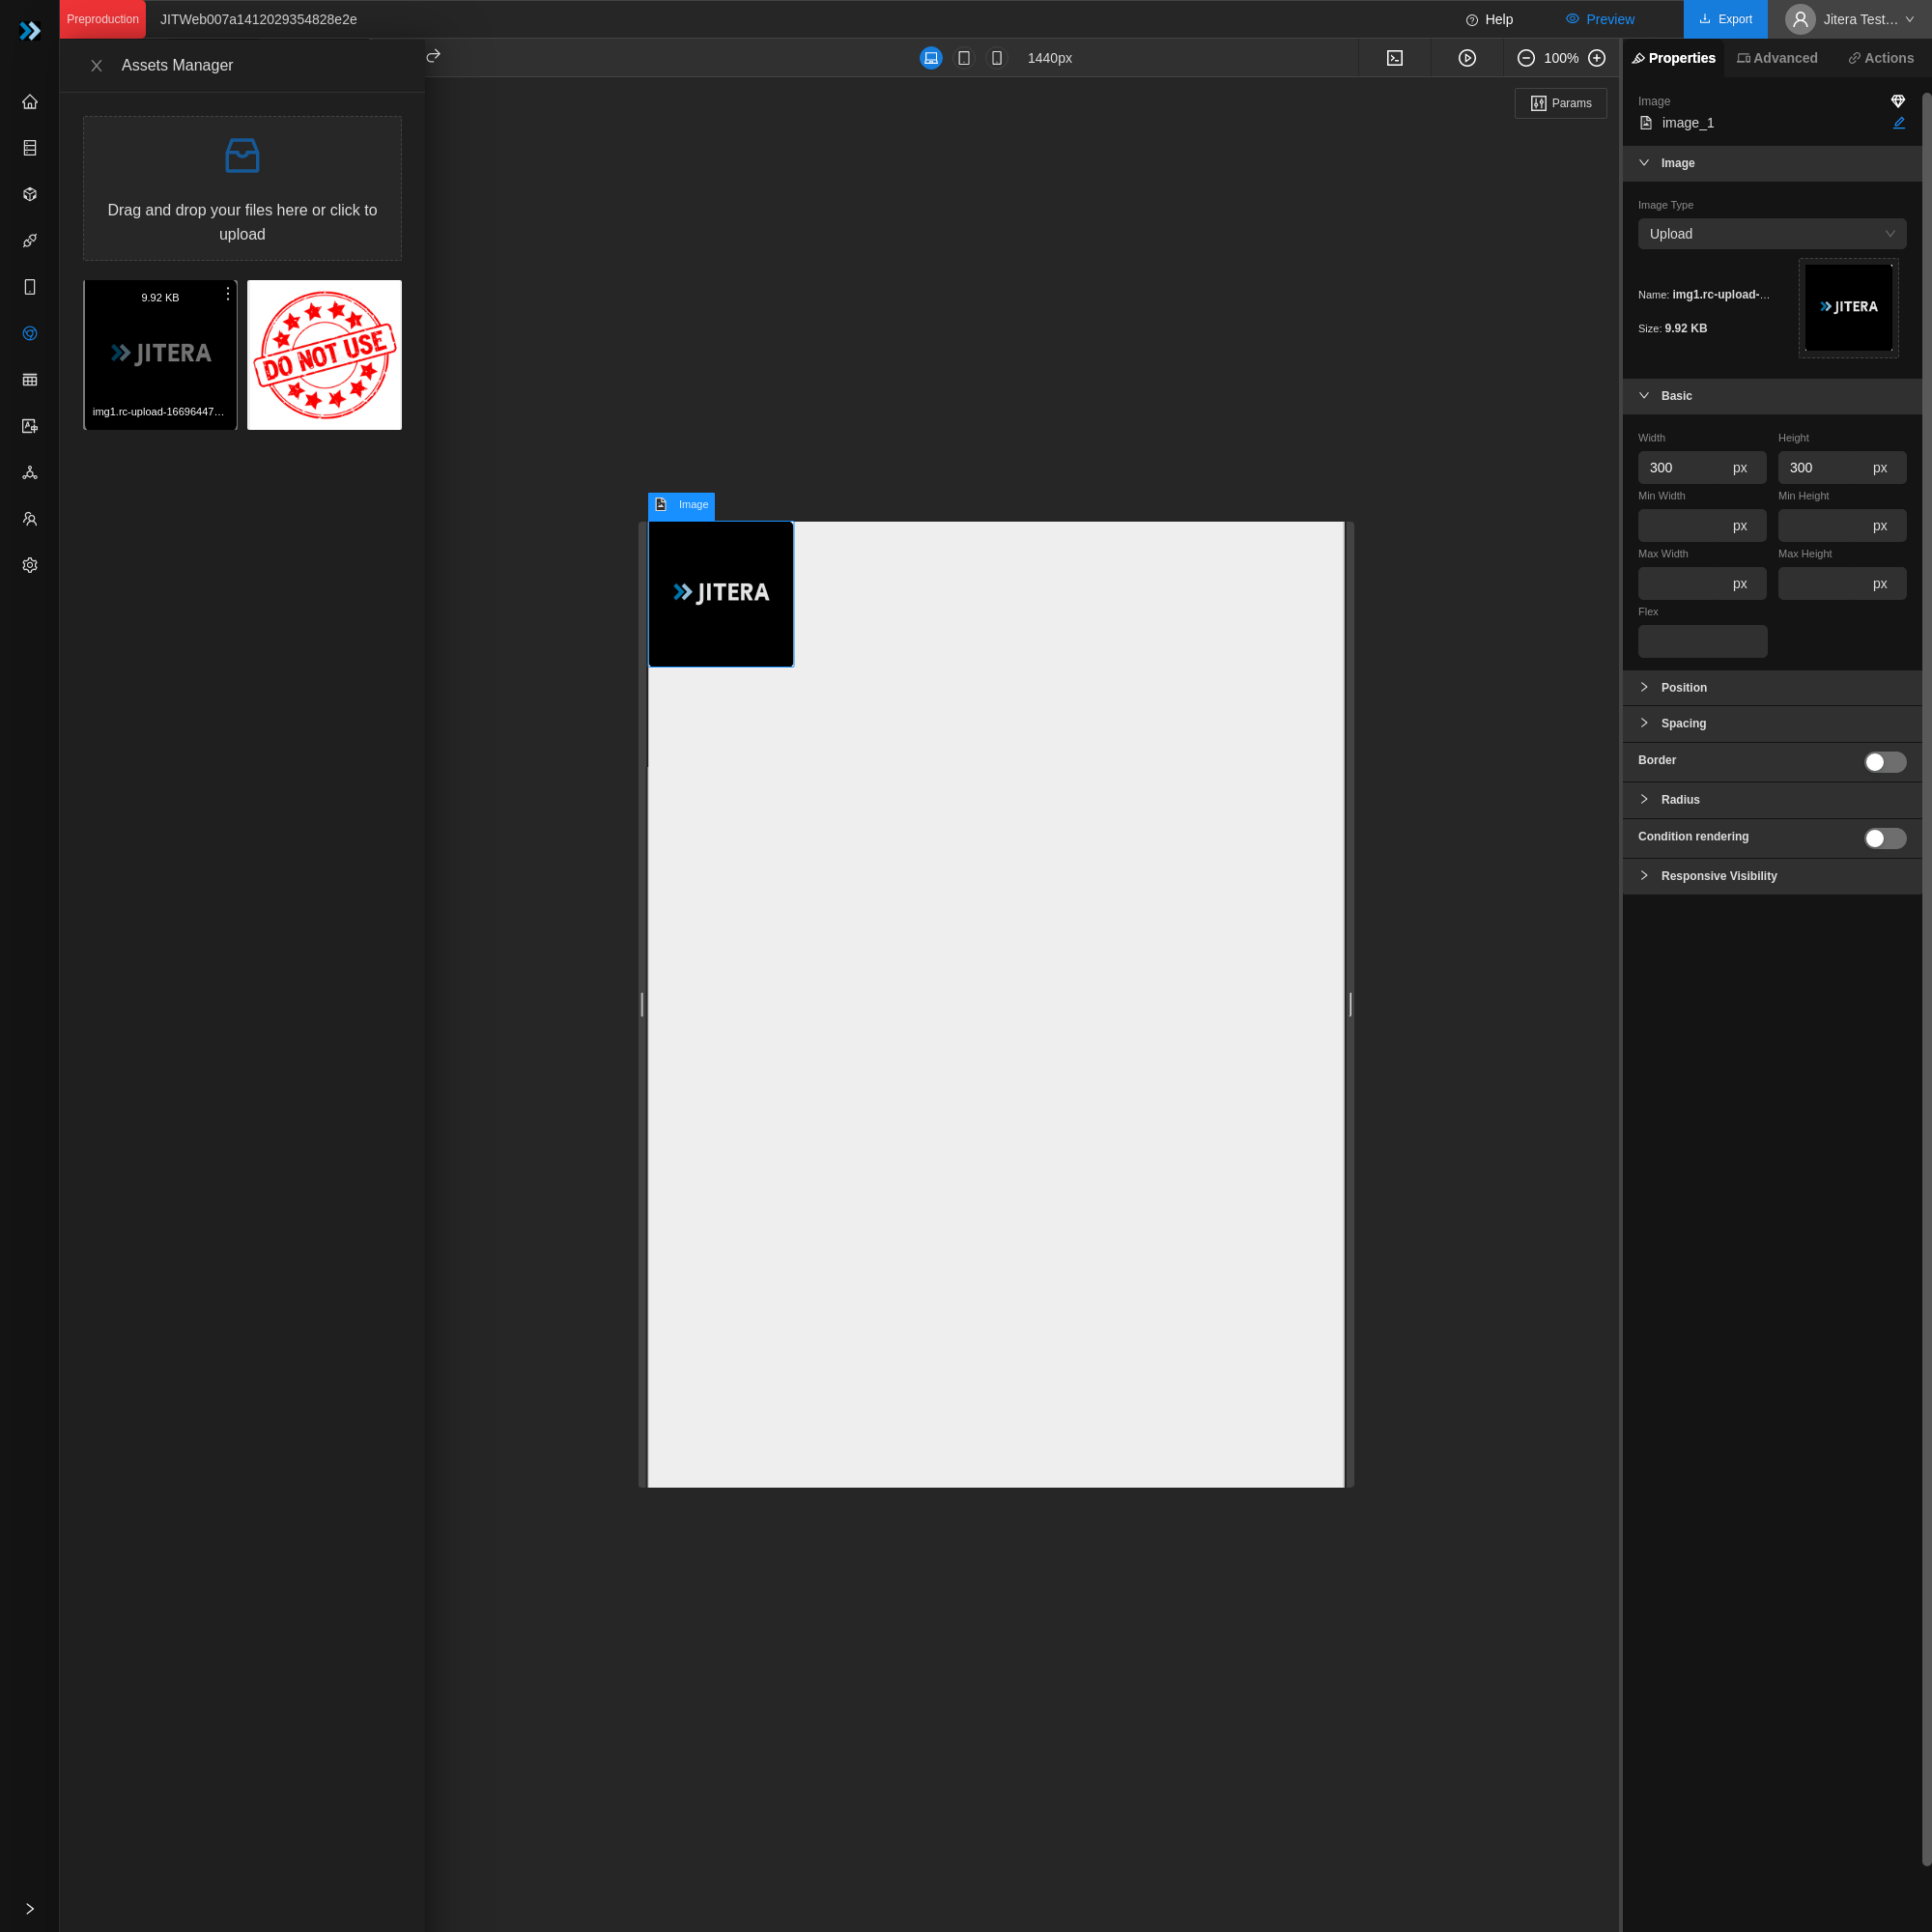 Preproduction
JITWeb007a1412029354828e2e
Help
Preview
Export
Jitera Test...
Assets Manager
1440px
100%
Properties
Advanced
Actions
Params
Drag and drop your files here or click to
upload
9.92 KB
JITERA
img1.rc-upload-16696447...
DO NOT USE
Image
JITERA
Image
image_1
Image
Image Type
Upload
Name: img1.rc-upload-...
Size: 9.92 KB
JITERA
Basic
Width
Height
300 px
300 px
Min Width
Min Height
px
px
Max Width
Max Height
px
px
Flex
Position
Spacing
Border
Radius
Condition rendering
Responsive Visibility